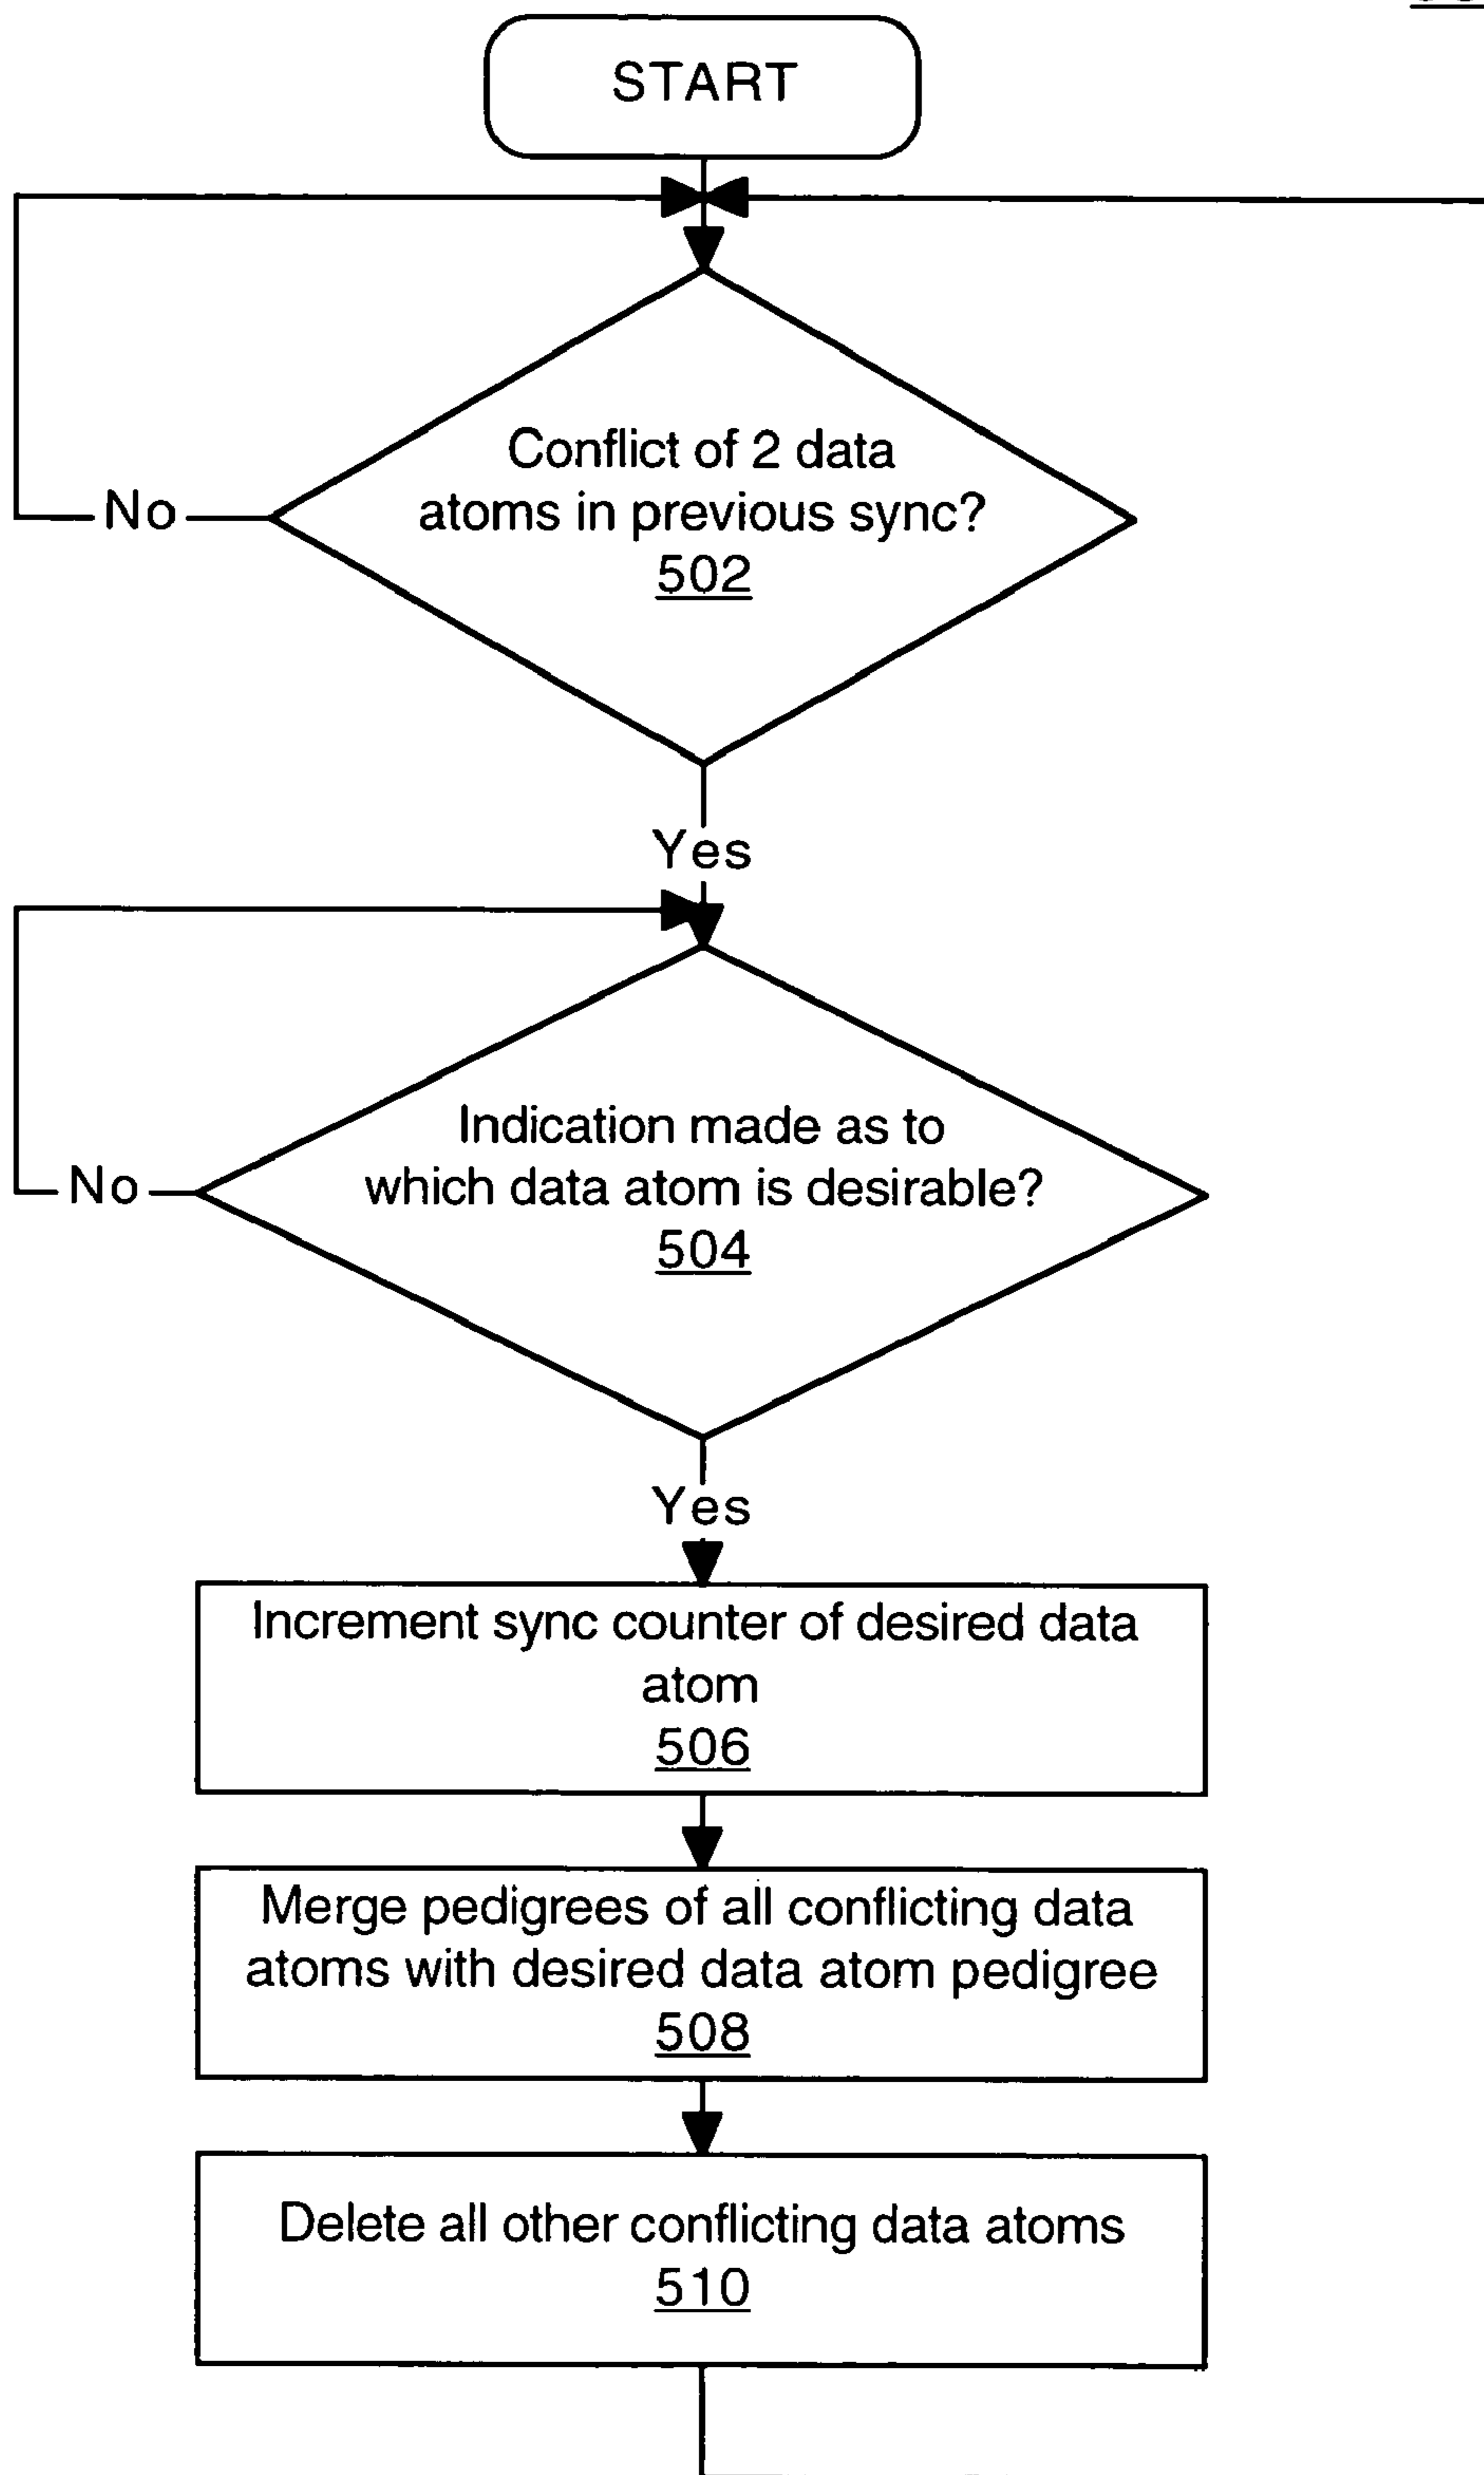 START
Conflict of 2 data
atoms in previous sync?
502
No
Yes
Indication made as to
which data atom is desirable?
504
No
Yes
Increment sync counter of desired data
atom
506
Merge pedigrees of all conflicting data
atoms with desired data atom pedigree
508
Delete all other conflicting data atoms
510